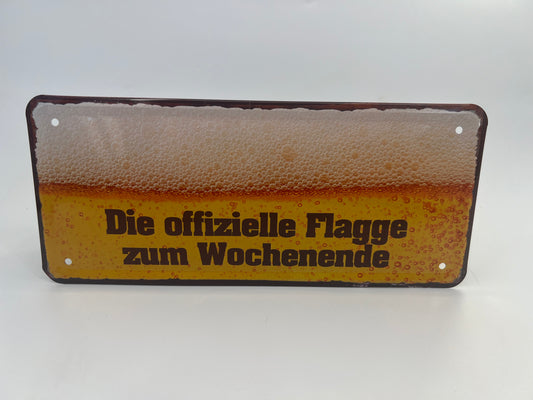 Die offizielle Flagge
zum Wochenende